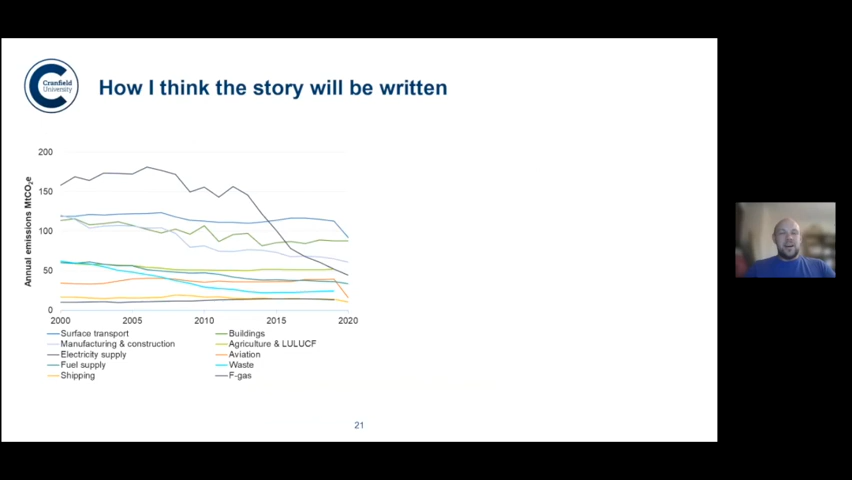 Cranfield
University
How I think the story will be written
200
150
100
50
0
Annual emissions MtCO2e
2000 2005 2010 2015 2020
Surface transport Buildings
Manufacturing & construction Agriculture & LULUCF
Electricity supply Aviation
Fuel supply Waste
Shipping F-gas
21